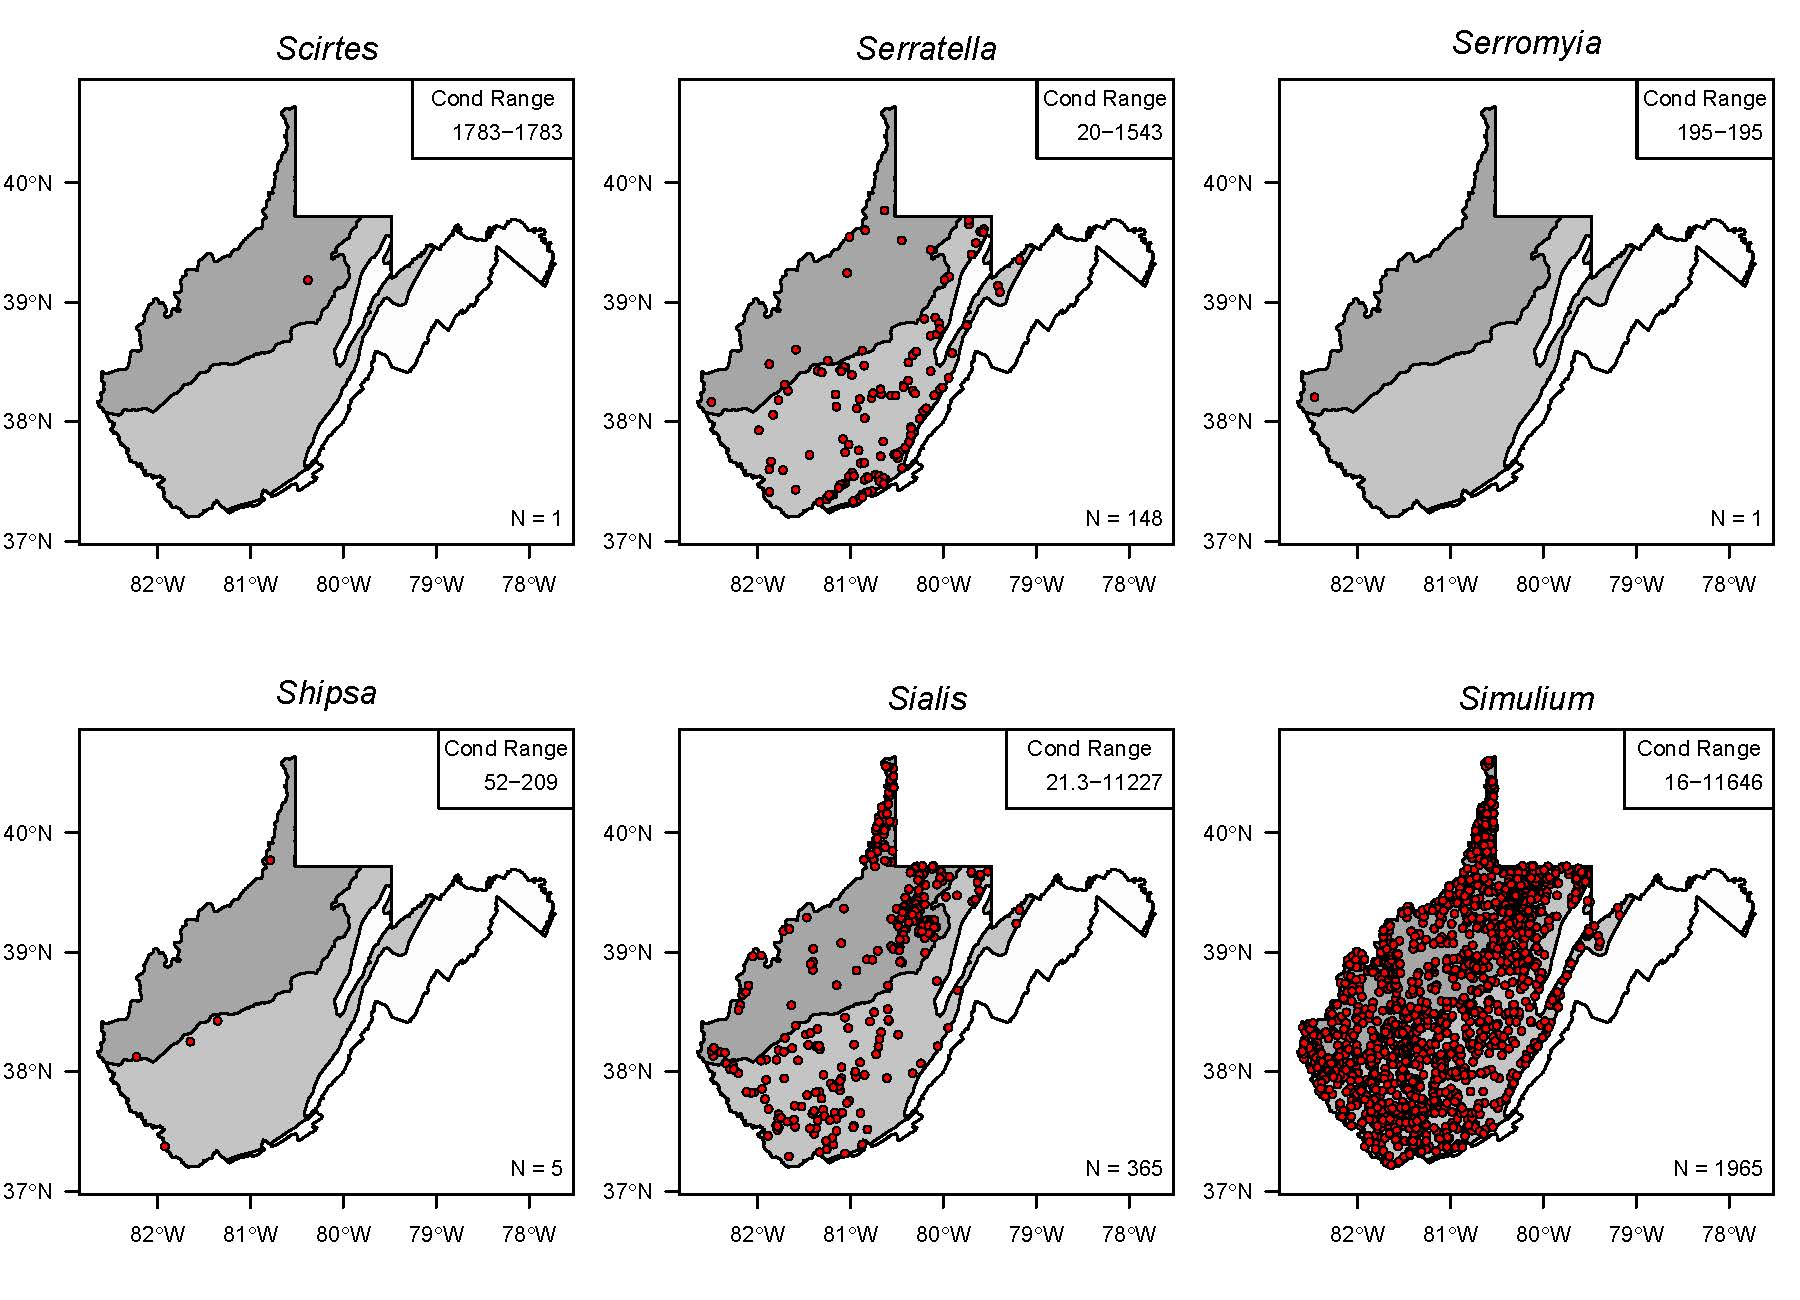 Scirtes
Cond Range
1783−1783
40°N
39°N
38°N
37°N
N = 1
82°W 81°W 80°W 79°W 78°W
Serratella
Cond Range
20−1543
40°N
39°N
38°N
37°N
N = 148
82°W 81°W 80°W 79°W 78°W
Serromyia
Cond Range
195−195
40°N
39°N
38°N
37°N
N = 1
82°W 81°W 80°W 79°W 78°W
Shipsa
Cond Range
52−209
40°N
39°N
38°N
37°N
N = 5
82°W 81°W 80°W 79°W 78°W
Sialis
Cond Range
21.3−11227
40°N
39°N
38°N
37°N
N = 365
82°W 81°W 80°W 79°W 78°W
Simulium
Cond Range
16−11646
40°N
39°N
38°N
37°N
N = 1965
82°W 81°W 80°W 79°W 78°W